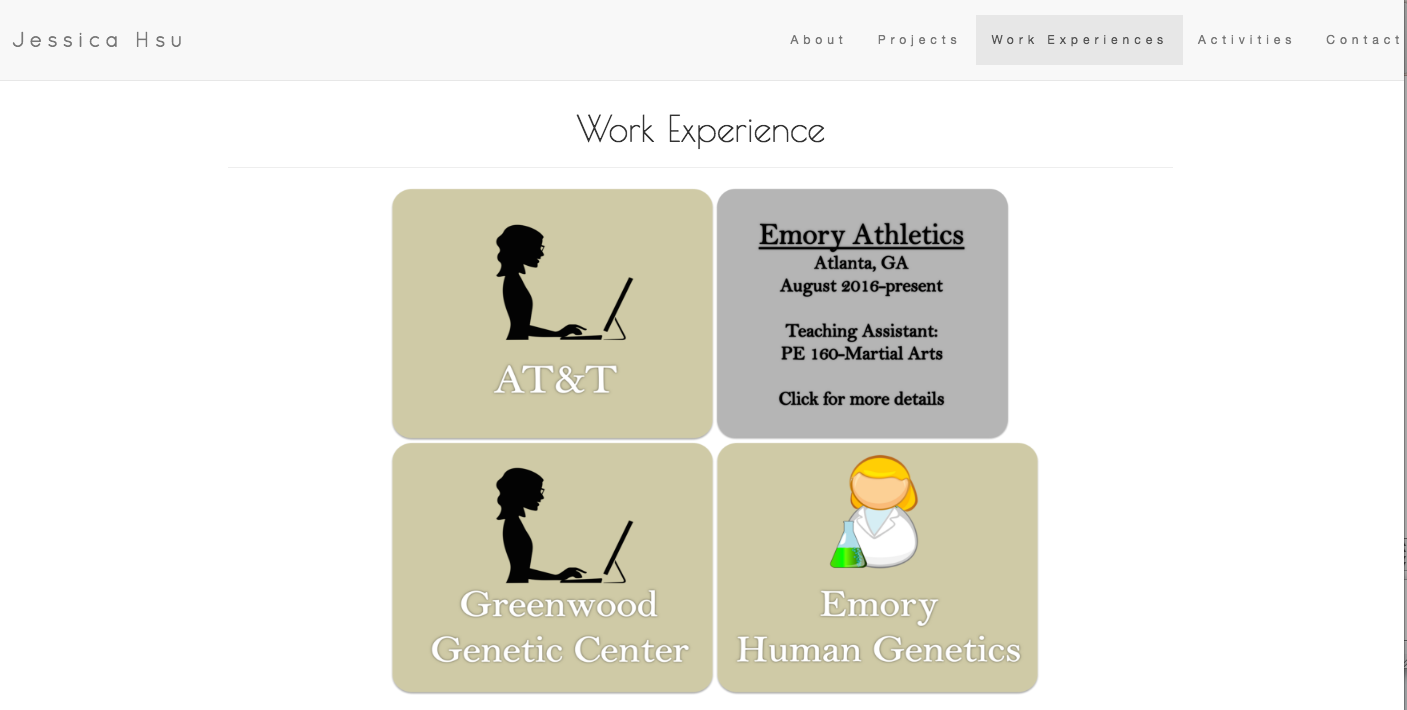 Jessica Hsu
About Projects Work Experiences Activities Contact
Work Experience
AT&T
Emory Athletics
Atlanta, GA
August 2016-present
Teaching Assistant:
PE 160-Martial Arts
Click for more details
Greenwood
Genetic Center
Emory
Human Genetics